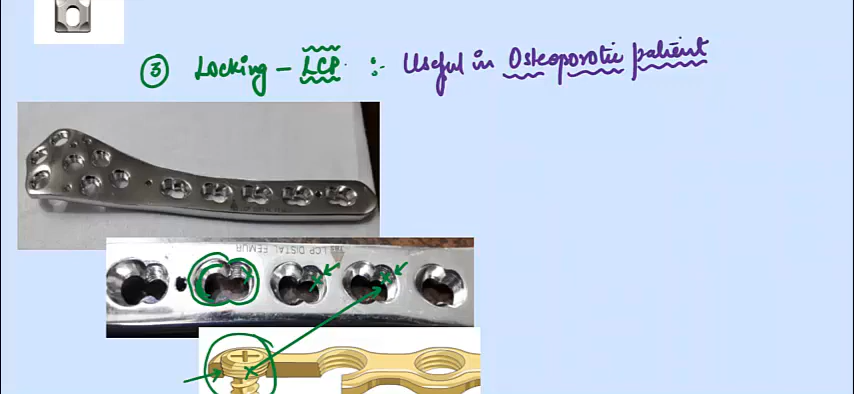 ③ Locking - LCP :- Useful in Osteoporotic patient
LCP DISTAL FEMUR